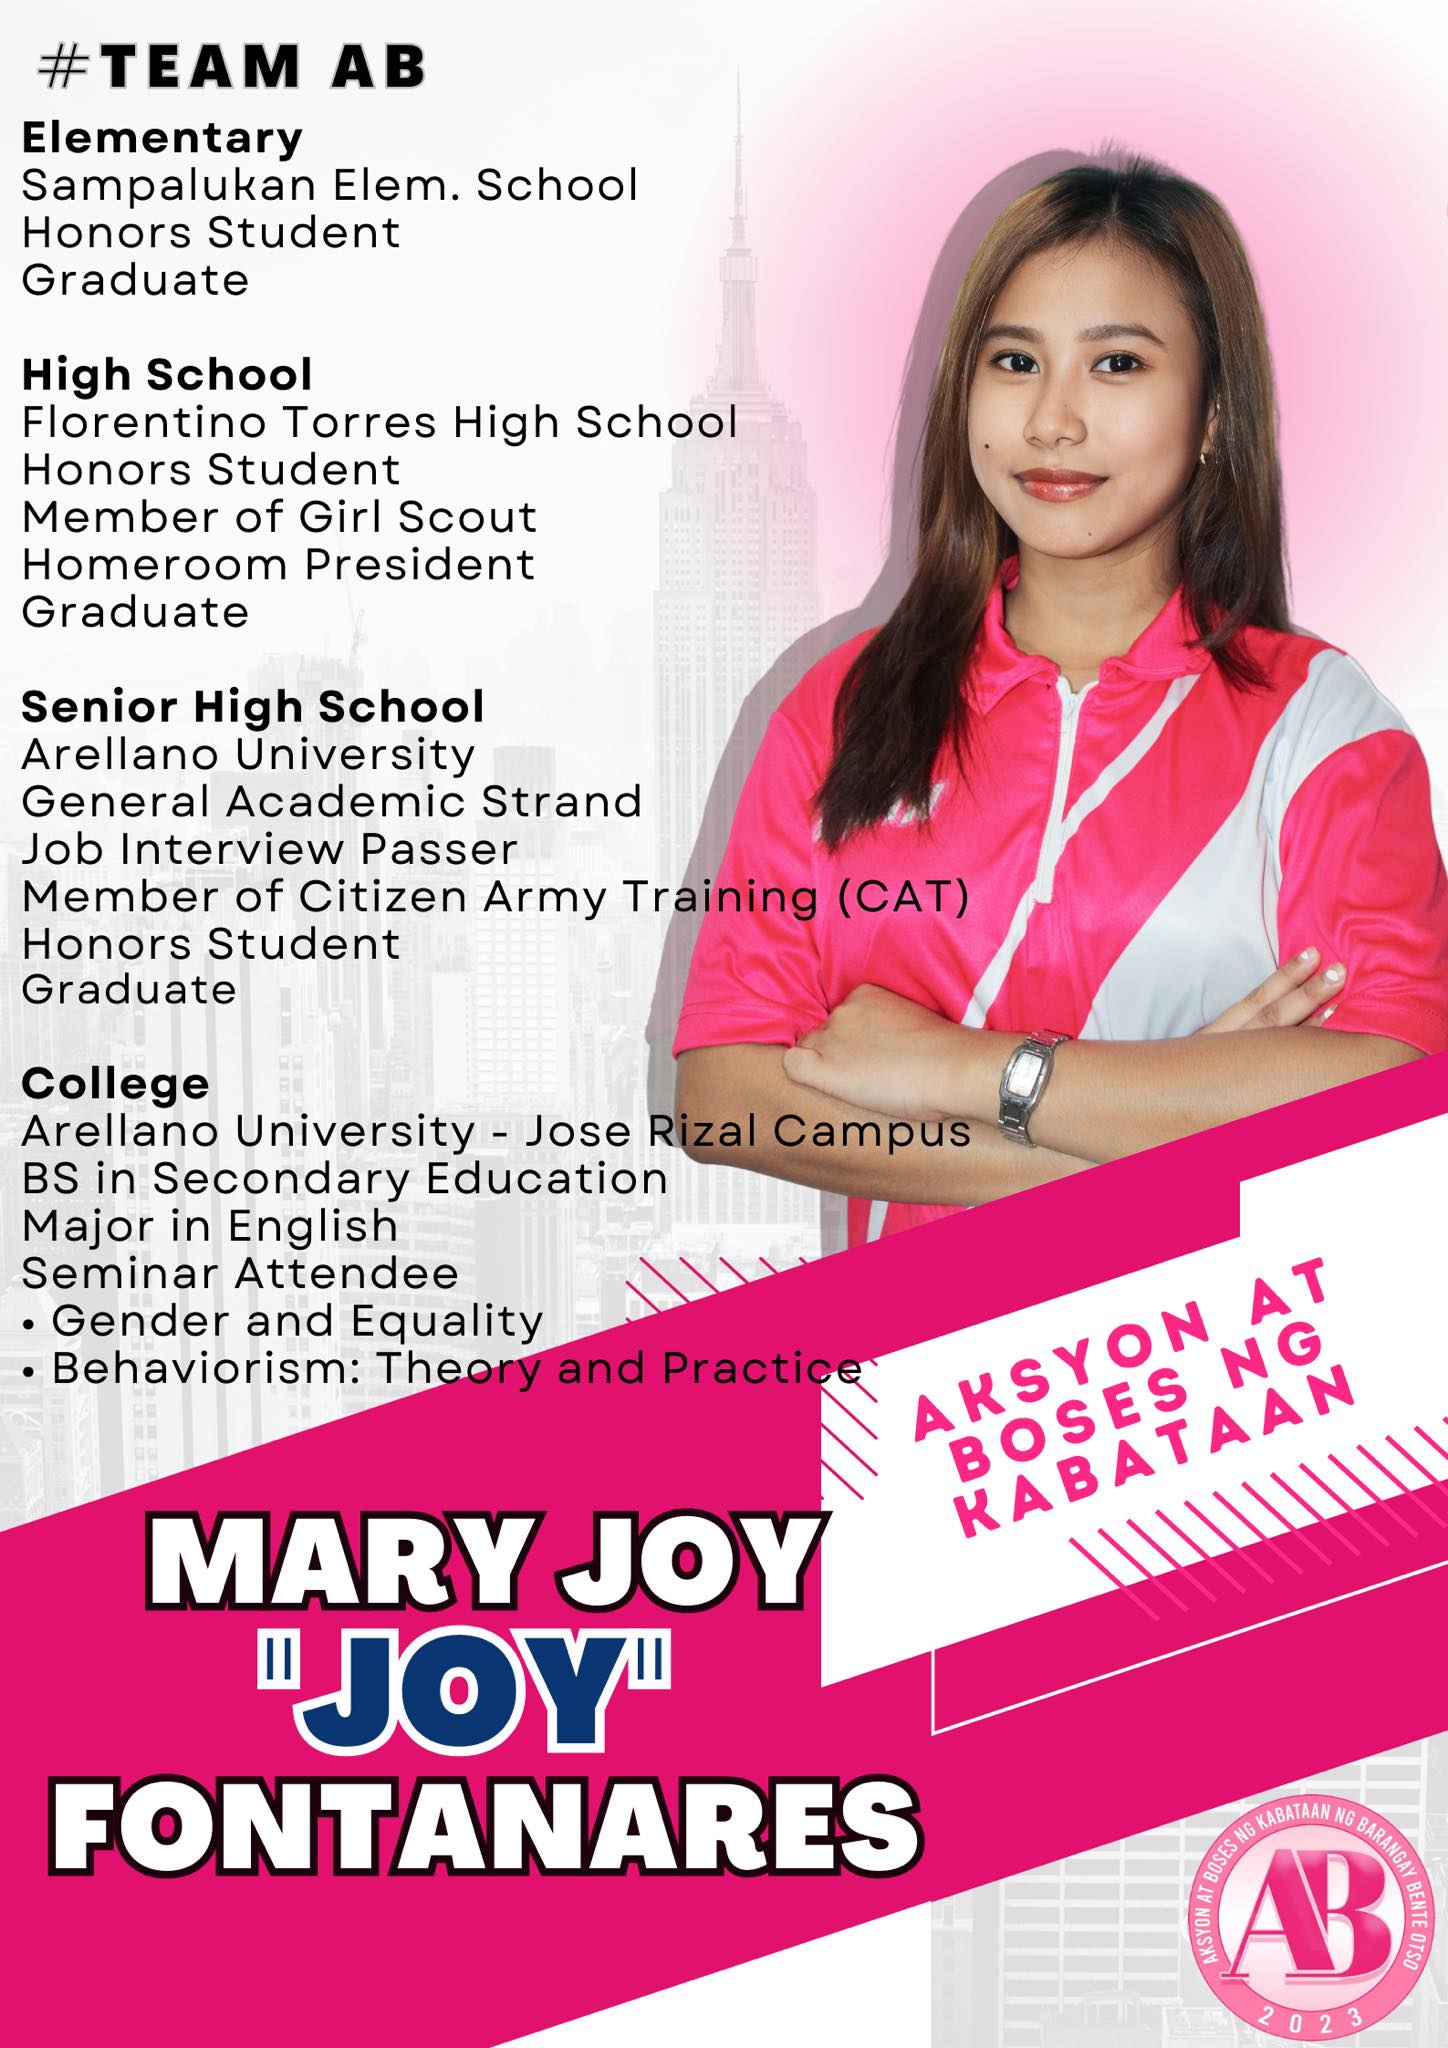 #TEAM AB
Elementary
Sampalukan Elem. School
Honors Student
Graduate
High School
Florentino Torres High School
Honors Student
Member of Girl Scout
Homeroom President
Graduate
Senior High School
Arellano University
General Academic Strand
Job Interview Passer
Member of Citizen Army Training (CAT)
Honors Student
Graduate
College
Arellano University - Jose Rizal Campus
BS in Secondary Education
Major in English
Seminar Attendee
• Gender and Equality
• Behaviorism: Theory and Practice
AKSYON AT
BOSES NG
KABATAAN
MARY JOY
"JOY"
FONTANARES
AKSYON AT BOSES NG KABATAAN NG BARANGAY BENTE OTSO
AB
2023